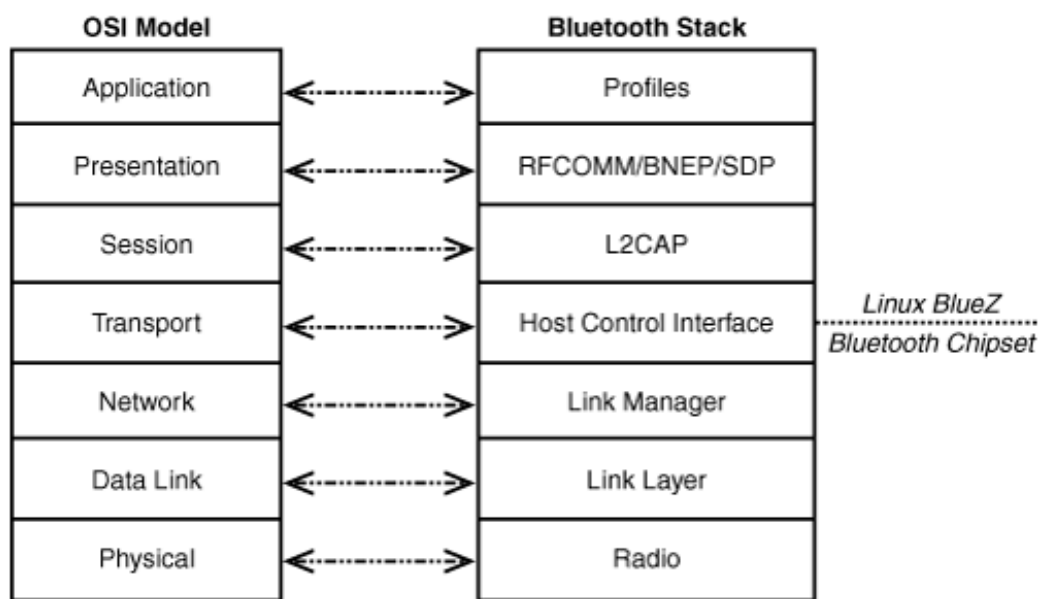 OSI Model
Bluetooth Stack
Application
Profiles
Presentation
RFCOMM/BNEP/SDP
Session
L2CAP
Transport
Host Control Interface
Linux BlueZ
Bluetooth Chipset
Network
Link Manager
Data Link
Link Layer
Physical
Radio